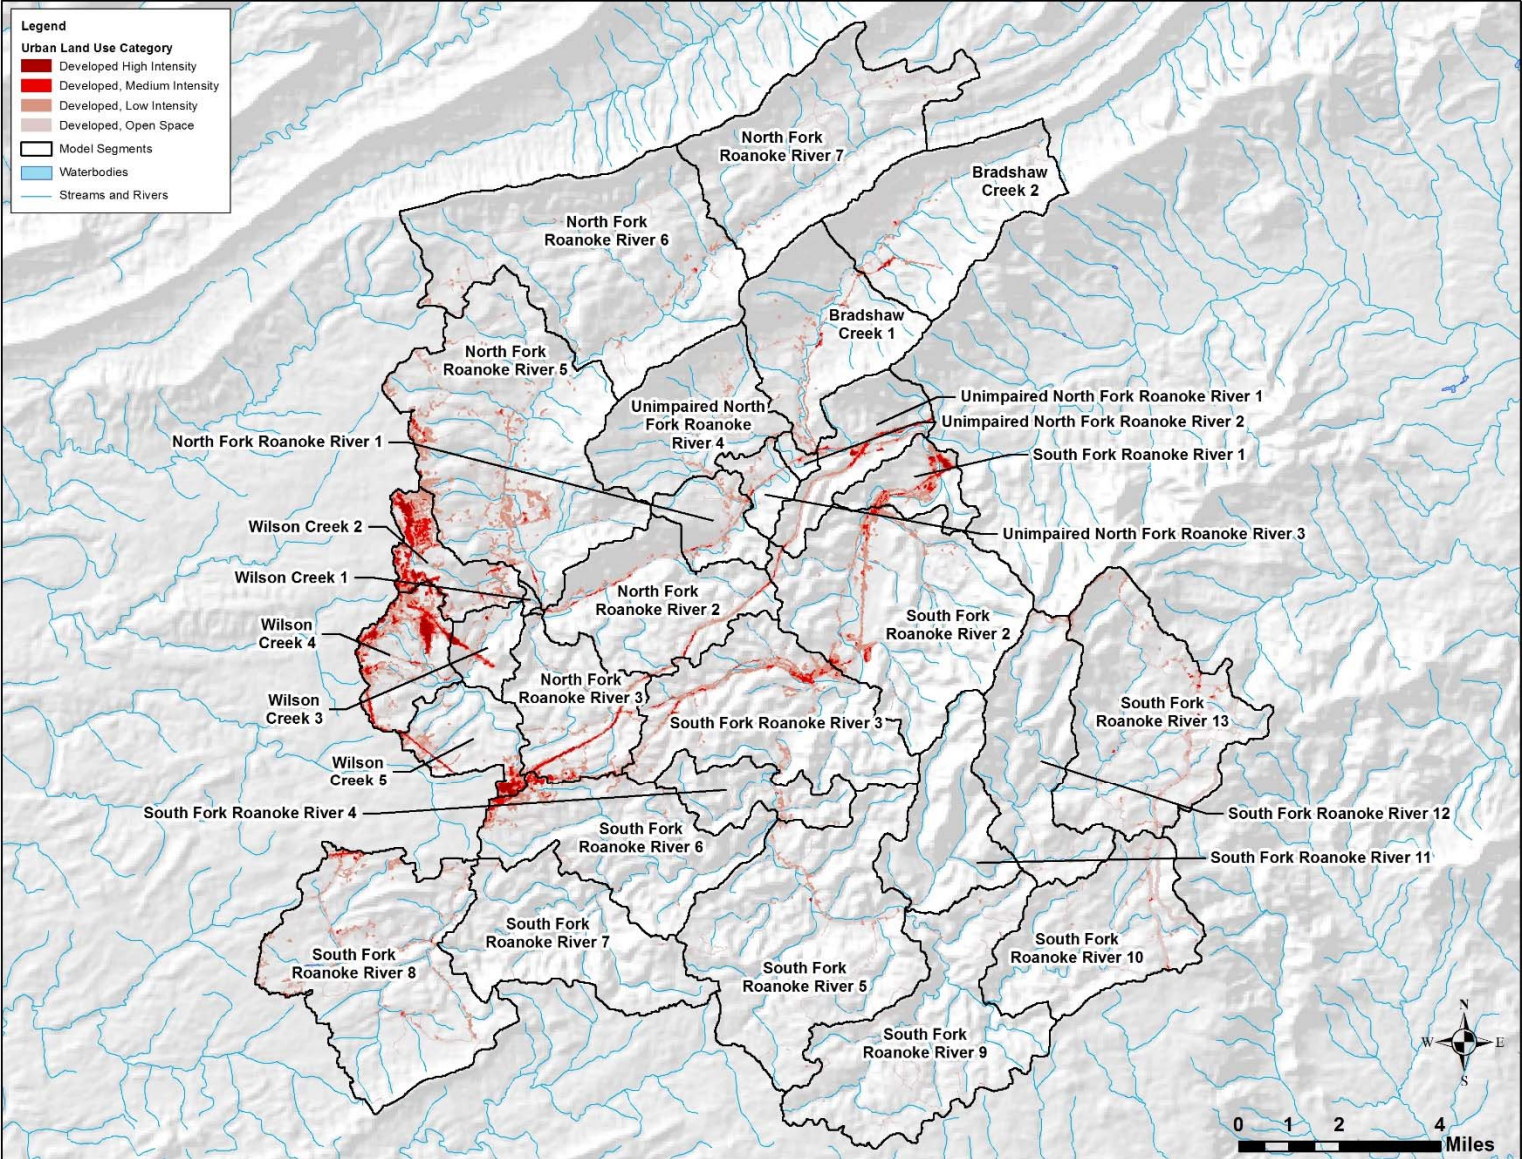 Legend
Urban Land Use Category
Developed High Intensity
Developed, Medium Intensity
Developed, Low Intensity
Developed, Open Space
Model Segments
Waterbodies
Streams and Rivers
North Fork
Roanoke River 7
Bradshaw
Creek 2
North Fork
Roanoke River 6
Bradshaw
Creek 1
North Fork
Roanoke River 5
Unimpaired North
Fork Roanoke
River 4
Unimpaired North Fork Roanoke River 1
Unimpaired North Fork Roanoke River 2
North Fork Roanoke River 1
South Fork Roanoke River 1
Wilson Creek 2
Unimpaired North Fork Roanoke River 3
Wilson Creek 1
North Fork
Roanoke River 2
South Fork
Roanoke River 2
Wilson
Creek 4
North Fork
Roanoke River 3
Wilson
Creek 3
South Fork Roanoke River 3
South Fork
Roanoke River 13
Wilson
Creek 5
South Fork Roanoke River 4
South Fork Roanoke River 12
South Fork
Roanoke River 6
South Fork Roanoke River 11
South Fork
Roanoke River 7
South Fork
Roanoke River 10
South Fork
Roanoke River 8
South Fork
Roanoke River 5
South Fork
Roanoke River 9
N
W E
S
0 1 2 4
Miles